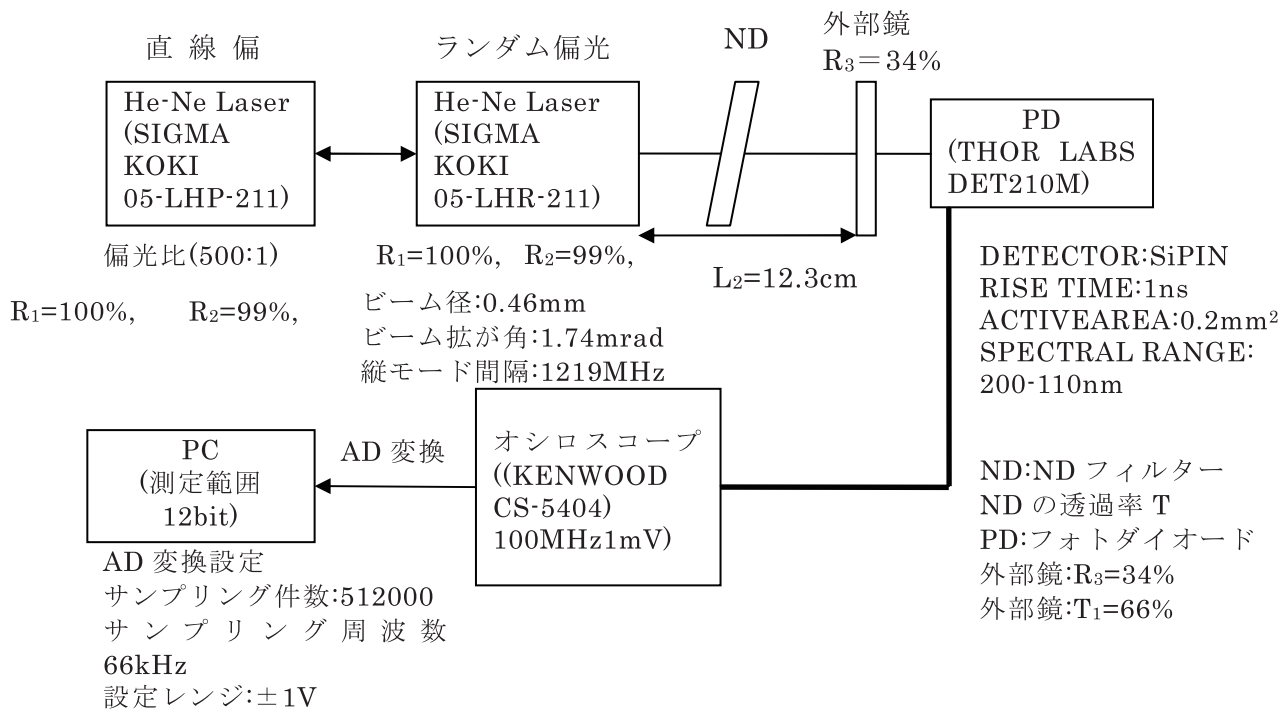 直 線 偏
ランダム偏光
ND
外部鏡
R₃＝34%
He-Ne Laser
(SIGMA
KOKI
05-LHP-211)
He-Ne Laser
(SIGMA
KOKI
05-LHR-211)
PD
(THOR LABS
DET210M)
偏光比(500:1)
R₁=100%, R₂=99%,
R₁=100%, R₂=99%,
ビーム径:0.46mm
ビーム拡が角:1.74mrad
縦モード間隔:1219MHz
L₂=12.3cm
DETECTOR:SiPIN
RISE TIME:1ns
ACTIVEAREA:0.2mm²
SPECTRAL RANGE:
200-110nm
PC
(測定範囲
12bit)
AD 変換
オシロスコープ
((KENWOOD
CS-5404)
100MHz1mV)
ND:ND フィルター
ND の透過率 T
PD:フォトダイオード
外部鏡:R₃=34%
外部鏡:T₁=66%
AD 変換設定
サンプリング件数:512000
サ ン プ リ ン グ 周 波 数
66kHz
設定レンジ:±1V